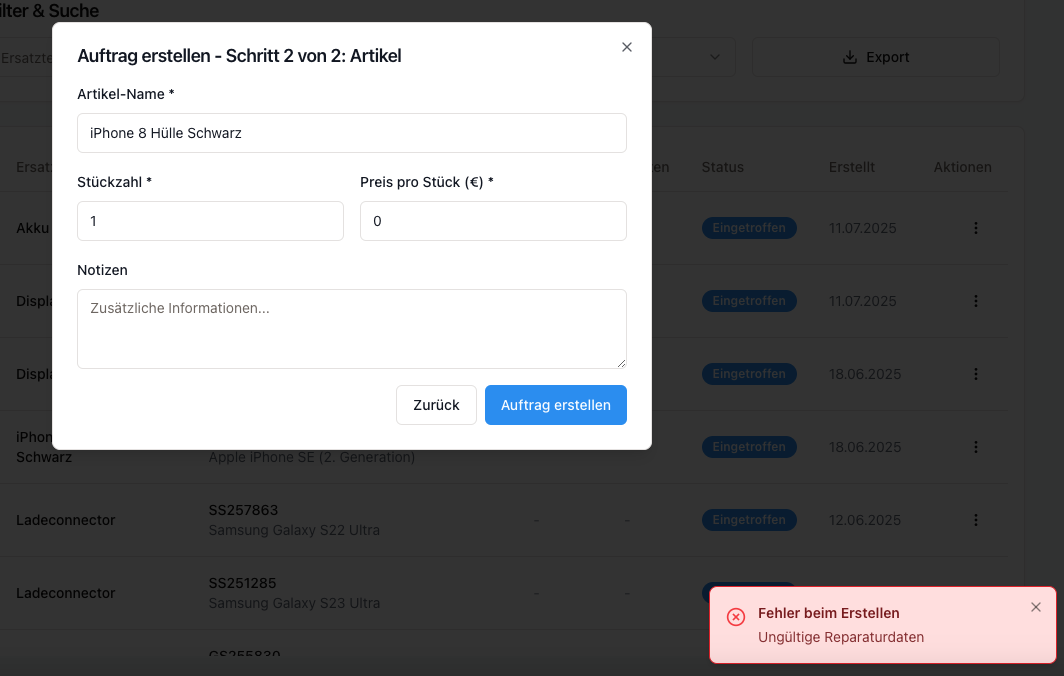 ilter & Suche
Ersatzte
Export
Auftrag erstellen - Schritt 2 von 2: Artikel
Artikel-Name *
iPhone 8 Hülle Schwarz
Stückzahl *
Preis pro Stück (€) *
1
0
Notizen
Zusätzliche Informationen...
Zurück
Auftrag erstellen
Ersat
en
Status
Erstellt
Aktionen
Akku
Eingetroffen
11.07.2025
Displa
Eingetroffen
11.07.2025
Displa
Eingetroffen
18.06.2025
iPhon
Schwarz
Apple iPhone SE (2. Generation)
Eingetroffen
18.06.2025
Ladeconnector
SS257863
Samsung Galaxy S22 Ultra
-
-
Eingetroffen
12.06.2025
Ladeconnector
SS251285
Samsung Galaxy S23 Ultra
-
-
Fehler beim Erstellen
Ungültige Reparaturdaten